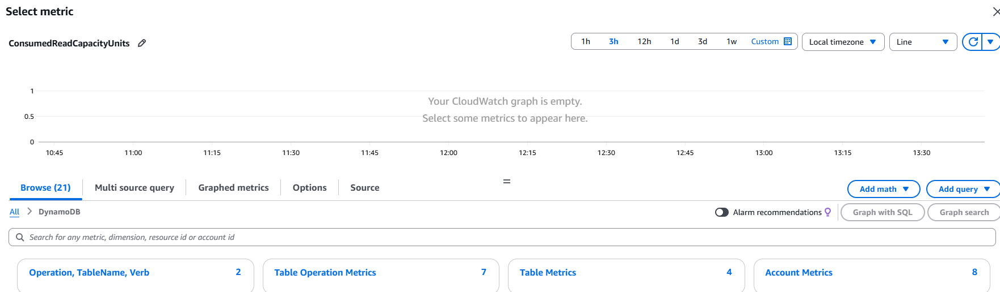 Select metric
ConsumedReadCapacityUnits
1h 3h 12h 1d 3d 1w Custom Local timezone Line
1
Your CloudWatch graph is empty.
0.5
Select some metrics to appear here.
0
10:45 11:00 11:15 11:30 11:45 12:00 12:15 12:30 12:45 13:00 13:15 13:30
Browse (21) Multi source query Graphed metrics Options Source Add math Add query
All DynamoDB Alarm recommendations Graph with SQL Graph search
Search for any metric, dimension, resource id or account id
Operation, TableName, Verb 2 Table Operation Metrics 7 Table Metrics 4 Account Metrics 8